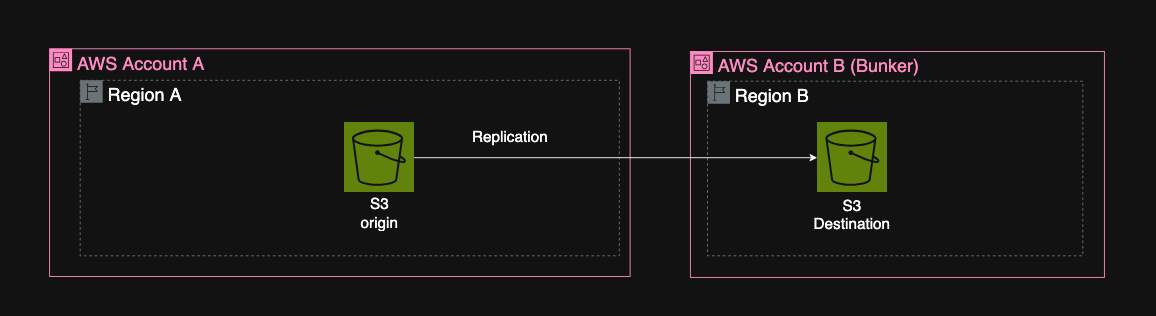 AWS Account A
Region A
S3
origin
Replication
AWS Account B (Bunker)
Region B
S3
Destination